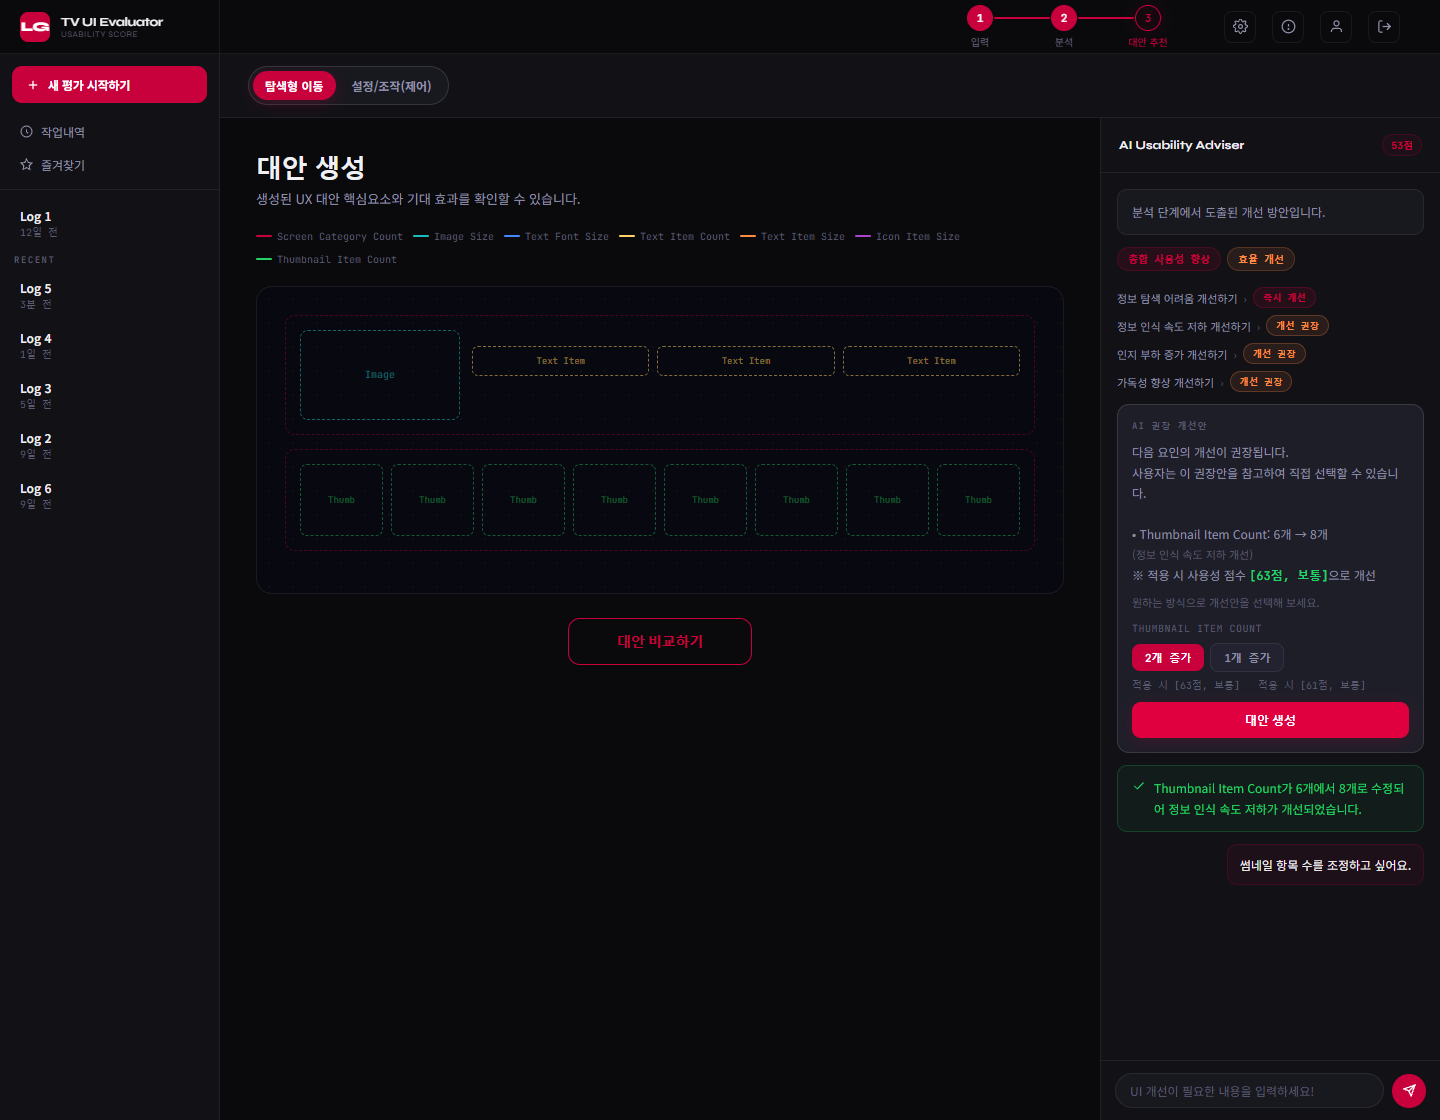 LG
TV UI Evaluator
USABILITY SCORE
1
입력
2
분석
3
대안 추천
새 평가 시작하기
작업내역
즐겨찾기
Log 1
12일 전
RECENT
Log 5
3분 전
Log 4
1일 전
Log 3
5일 전
Log 2
9일 전
Log 6
9일 전
탐색형 이동
설정/조작(제어)
대안 생성
생성된 UX 대안 핵심요소와 기대 효과를 확인할 수 있습니다.
Screen Category Count Image Size Text Font Size Text Item Count Text Item Size Icon Item Size
Thumbnail Item Count
Image
Text Item
Text Item
Text Item
Thumb Thumb Thumb Thumb Thumb Thumb Thumb Thumb
대안 비교하기
AI Usability Adviser
53점
분석 단계에서 도출된 개선 방안입니다.
종합 사용성 향상
효율 개선
정보 탐색 어려움 개선하기 › 즉시 개선
정보 인식 속도 저하 개선하기 › 개선 권장
인지 부하 증가 개선하기 › 개선 권장
가독성 향상 개선하기 › 개선 권장
AI 권장 개선안
다음 요인의 개선이 권장됩니다.
사용자는 이 권장안을 참고하여 직접 선택할 수 있습니
다.
• Thumbnail Item Count: 6개 → 8개
(정보 인식 속도 저하 개선)
※ 적용 시 사용성 점수 [63점, 보통]으로 개선
원하는 방식으로 개선안을 선택해 보세요.
THUMBNAIL ITEM COUNT
2개 증가
1개 증가
적용 시 [63점, 보통] 적용 시 [61점, 보통]
대안 생성
Thumbnail Item Count가 6개에서 8개로 수정되
어 정보 인식 속도 저하가 개선되었습니다.
썸네일 항목 수를 조정하고 싶어요.
UI 개선이 필요한 내용을 입력하세요!